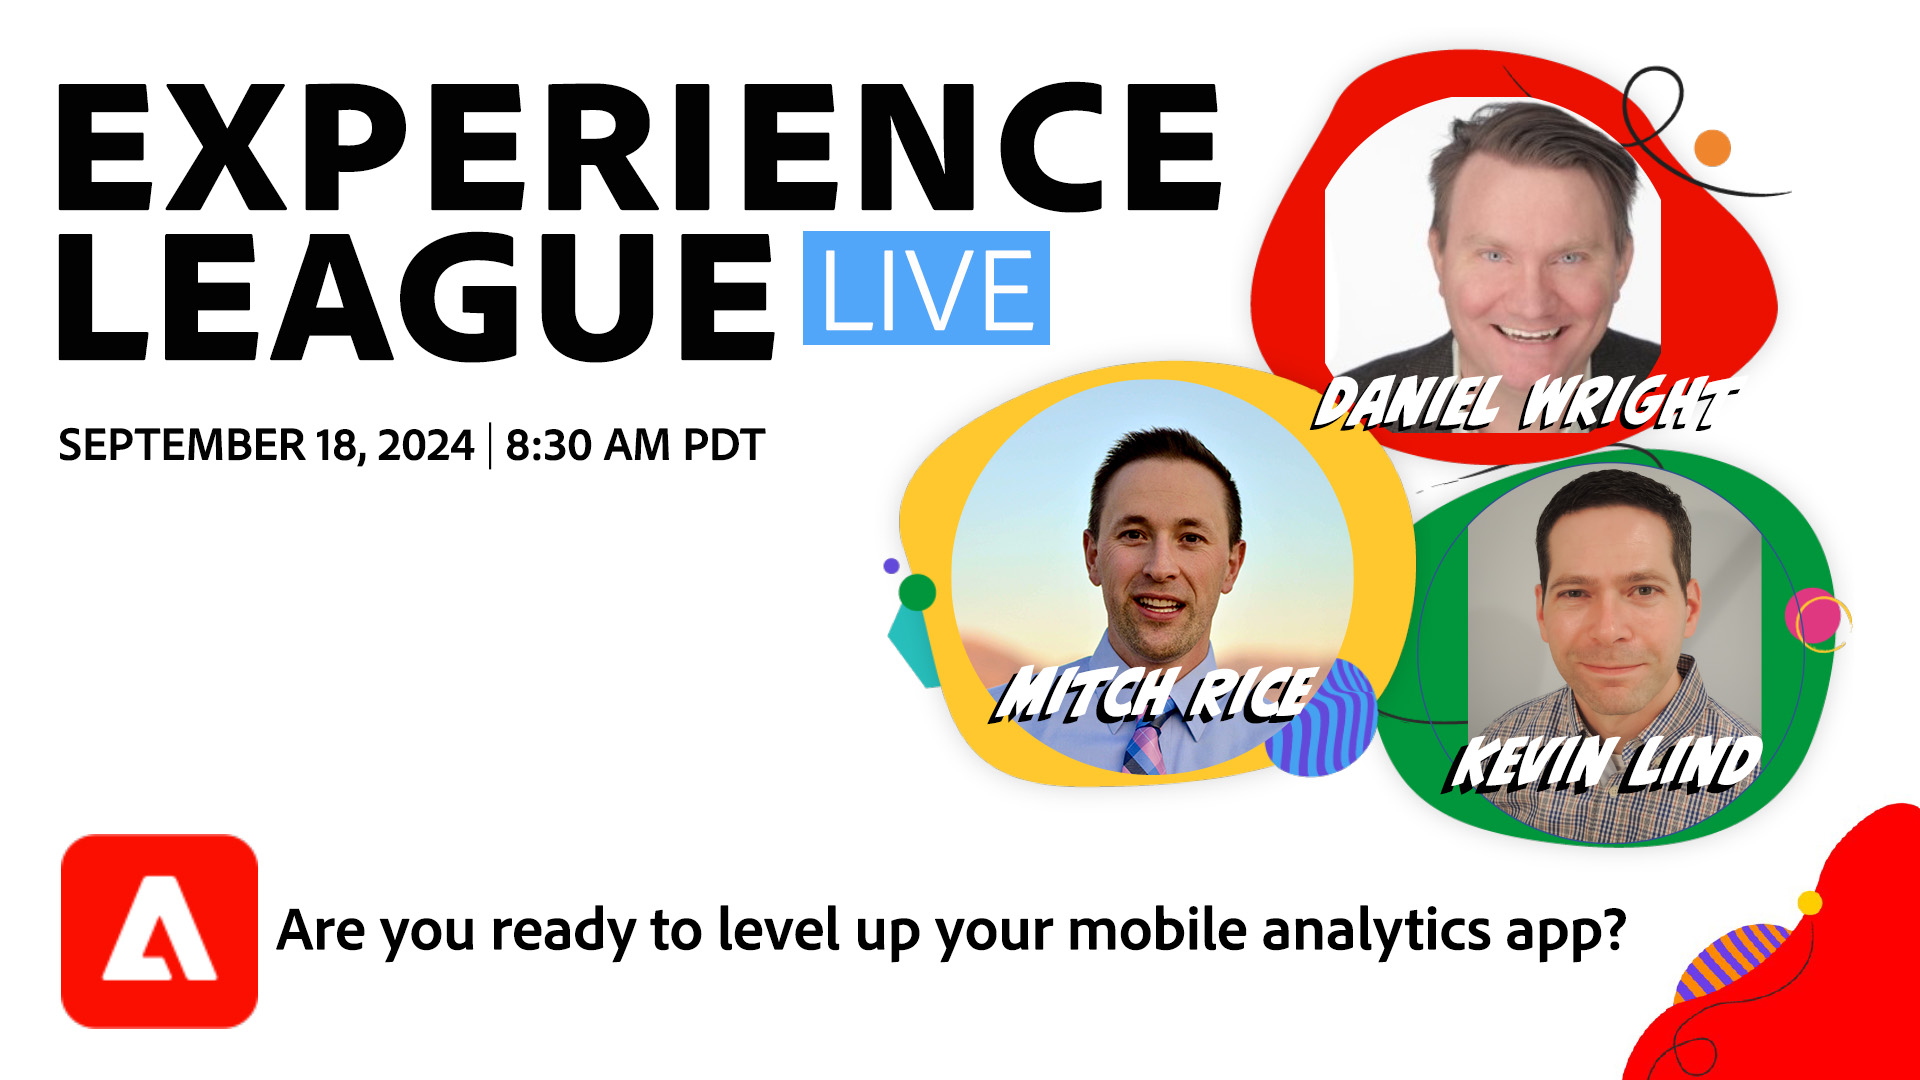 EXPERIENCE
LEAGUE LIVE
SEPTEMBER 18, 2024 | 8:30 AM PDT
DANIEL WRIGHT
MITCH RICE
KEVIN LIND
Are you ready to level up your mobile analytics app?